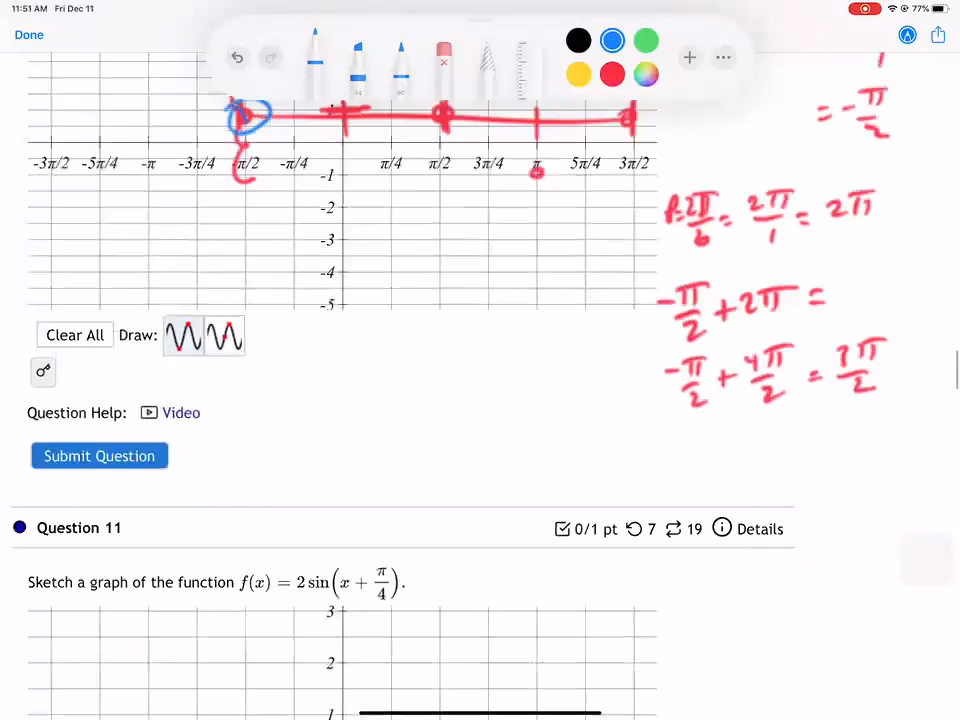 11:51 AM Fri Dec 11
77%
Done
= -π/2
-3π/2 -5π/4 -π -3π/4 -π/2 -π/4 π/4 π/2 3π/4 π 5π/4 3π/2
-1
-2
-3
-4
-5
P = 2π/b = 2π/1 = 2π
-π/2 + 2π =
-π/2 + 4π/2 = 3π/2
Clear All Draw:
Question Help: Video
Submit Question
Question 11 0/1 pt 7 19 Details
Sketch a graph of the function f(x) = 2 sin(x + π/4).
3
2
1